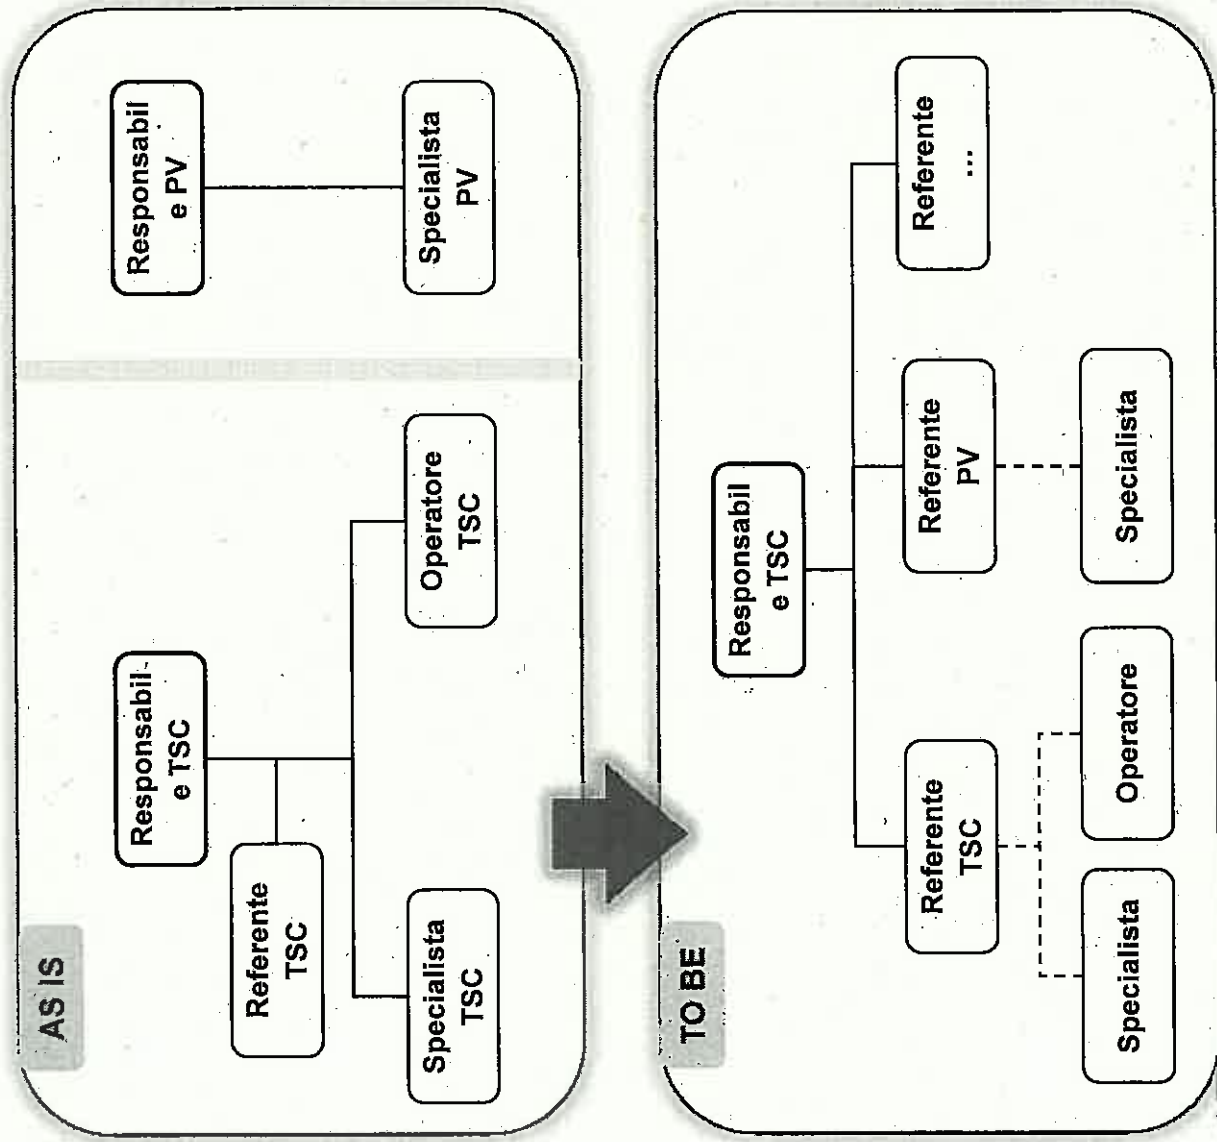 AS IS
Responsabil
e TSC
Referente
TSC
Specialista
TSC
Operatore
TSC
Responsabil
e PV
Specialista
PV
TO BE
Responsabil
e TSC
Referente
TSC
Referente
PV
Referente
...
Specialista
Operatore
Specialista